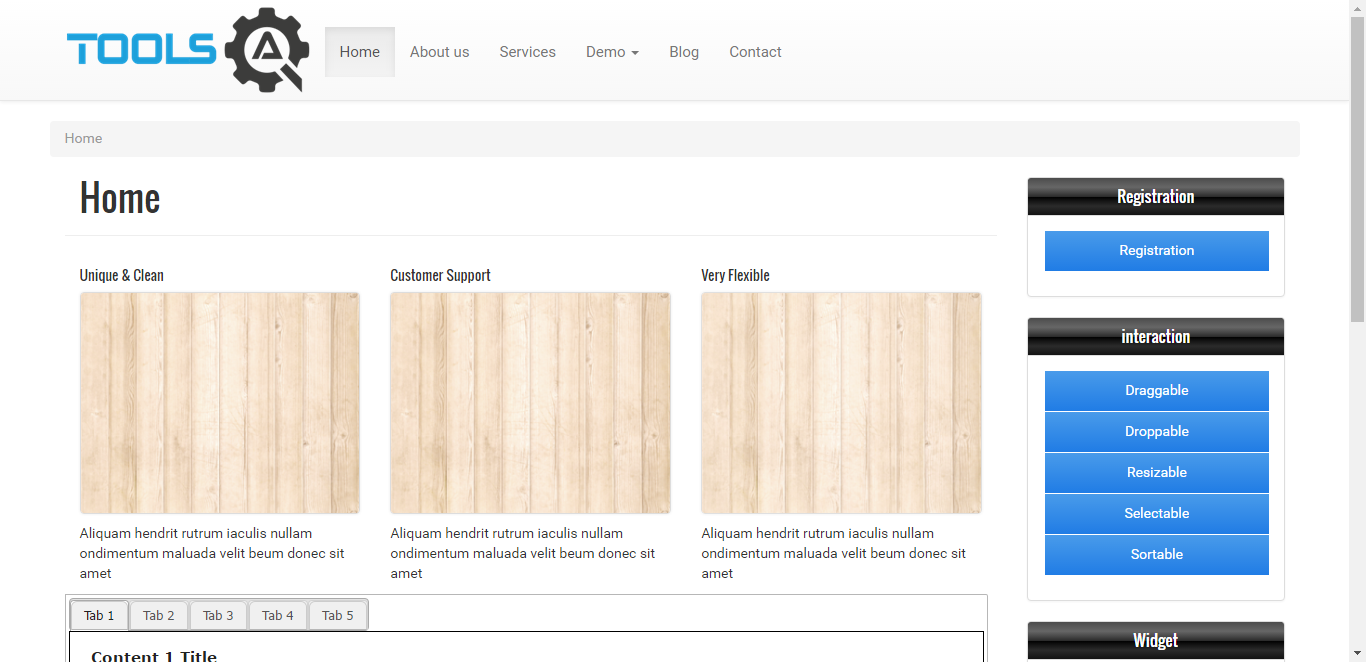 TOOLS QA
Home
About us
Services
Demo
Blog
Contact
Home
Home
Unique & Clean
Aliquam hendrit rutrum iaculis nullam
ondimentum maluada velit beum donec sit
amet
Customer Support
Aliquam hendrit rutrum iaculis nullam
ondimentum maluada velit beum donec sit
amet
Very Flexible
Aliquam hendrit rutrum iaculis nullam
ondimentum maluada velit beum donec sit
amet
Tab 1
Tab 2
Tab 3
Tab 4
Tab 5
Content 1 Title
Registration
Registration
interaction
Draggable
Droppable
Resizable
Selectable
Sortable
Widget